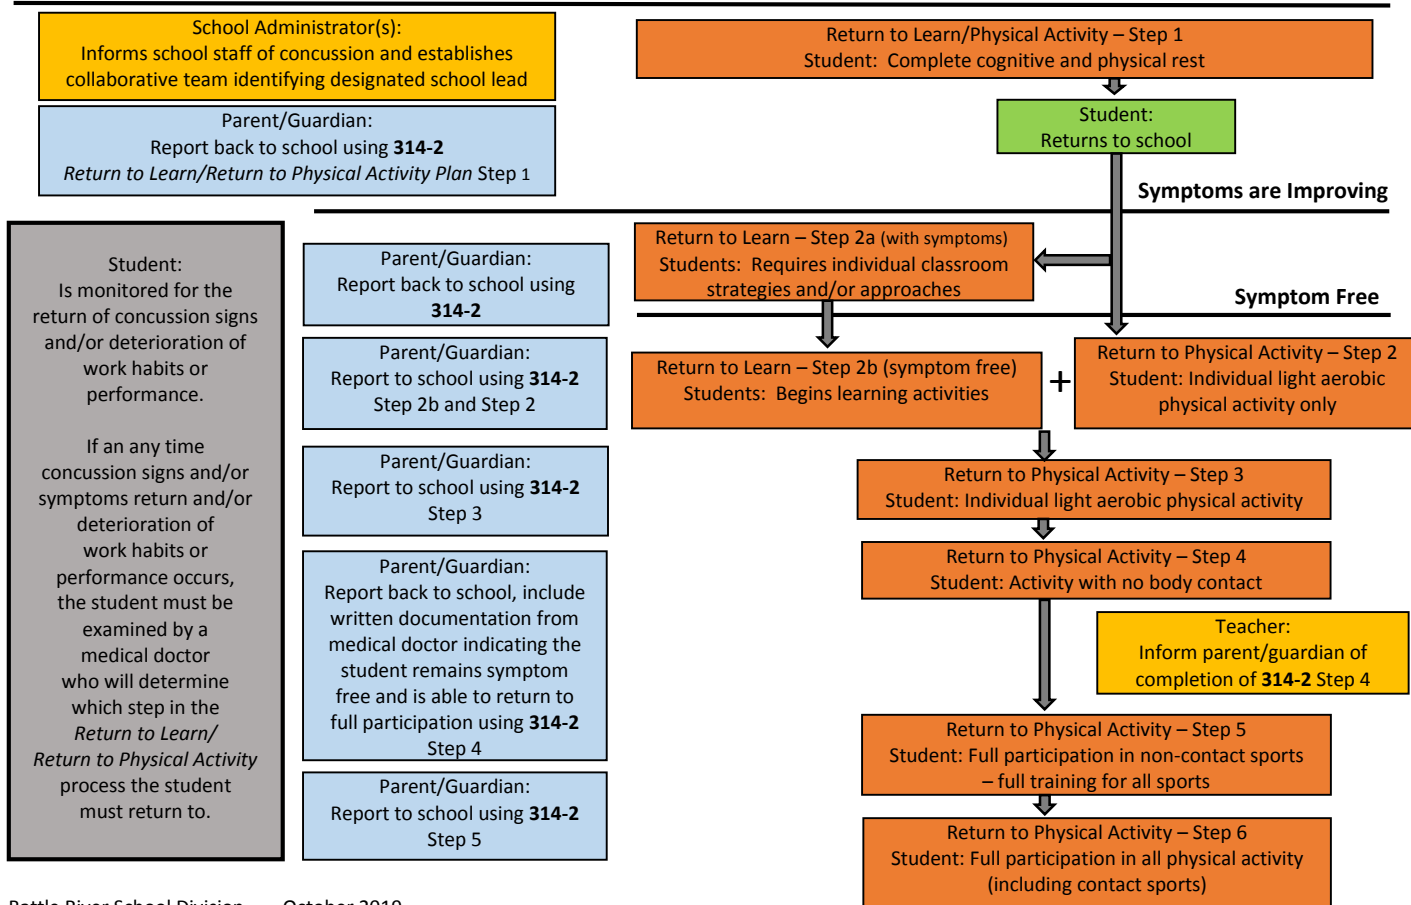 School Administrator(s):
Informs school staff of concussion and establishes
collaborative team identifying designated school lead
Return to Learn/Physical Activity – Step 1
Student:  Complete cognitive and physical rest
Parent/Guardian:
Report back to school using 314-2
Return to Learn/Return to Physical Activity Plan Step 1
Student:
Returns to school
Symptoms are Improving
Student:
Is monitored for the
return of concussion signs
and/or deterioration of
work habits or
performance.
If an any time
concussion signs and/or
symptoms return and/or
deterioration of
work habits or
performance occurs,
the student must be
examined by a
medical doctor
who will determine
which step in the
Return to Learn/
Return to Physical Activity
process the student
must return to.
Parent/Guardian:
Report back to school using
314-2
Return to Learn – Step 2a (with symptoms)
Students:  Requires individual classroom
strategies and/or approaches
Symptom Free
Parent/Guardian:
Report to school using 314-2
Step 2b and Step 2
Return to Learn – Step 2b (symptom free)
Students:  Begins learning activities
+
Return to Physical Activity – Step 2
Student: Individual light aerobic
physical activity only
Parent/Guardian:
Report to school using 314-2
Step 3
Return to Physical Activity – Step 3
Student: Individual light aerobic physical activity
Parent/Guardian:
Report back to school, include
written documentation from
medical doctor indicating the
student remains symptom
free and is able to return to
full participation using 314-2
Step 4
Return to Physical Activity – Step 4
Student: Activity with no body contact
Teacher:
Inform parent/guardian of
completion of 314-2 Step 4
Return to Physical Activity – Step 5
Student: Full participation in non-contact sports
– full training for all sports
Parent/Guardian:
Report to school using 314-2
Step 5
Return to Physical Activity – Step 6
Student: Full participation in all physical activity
(including contact sports)
Battle River School Division    October 2019